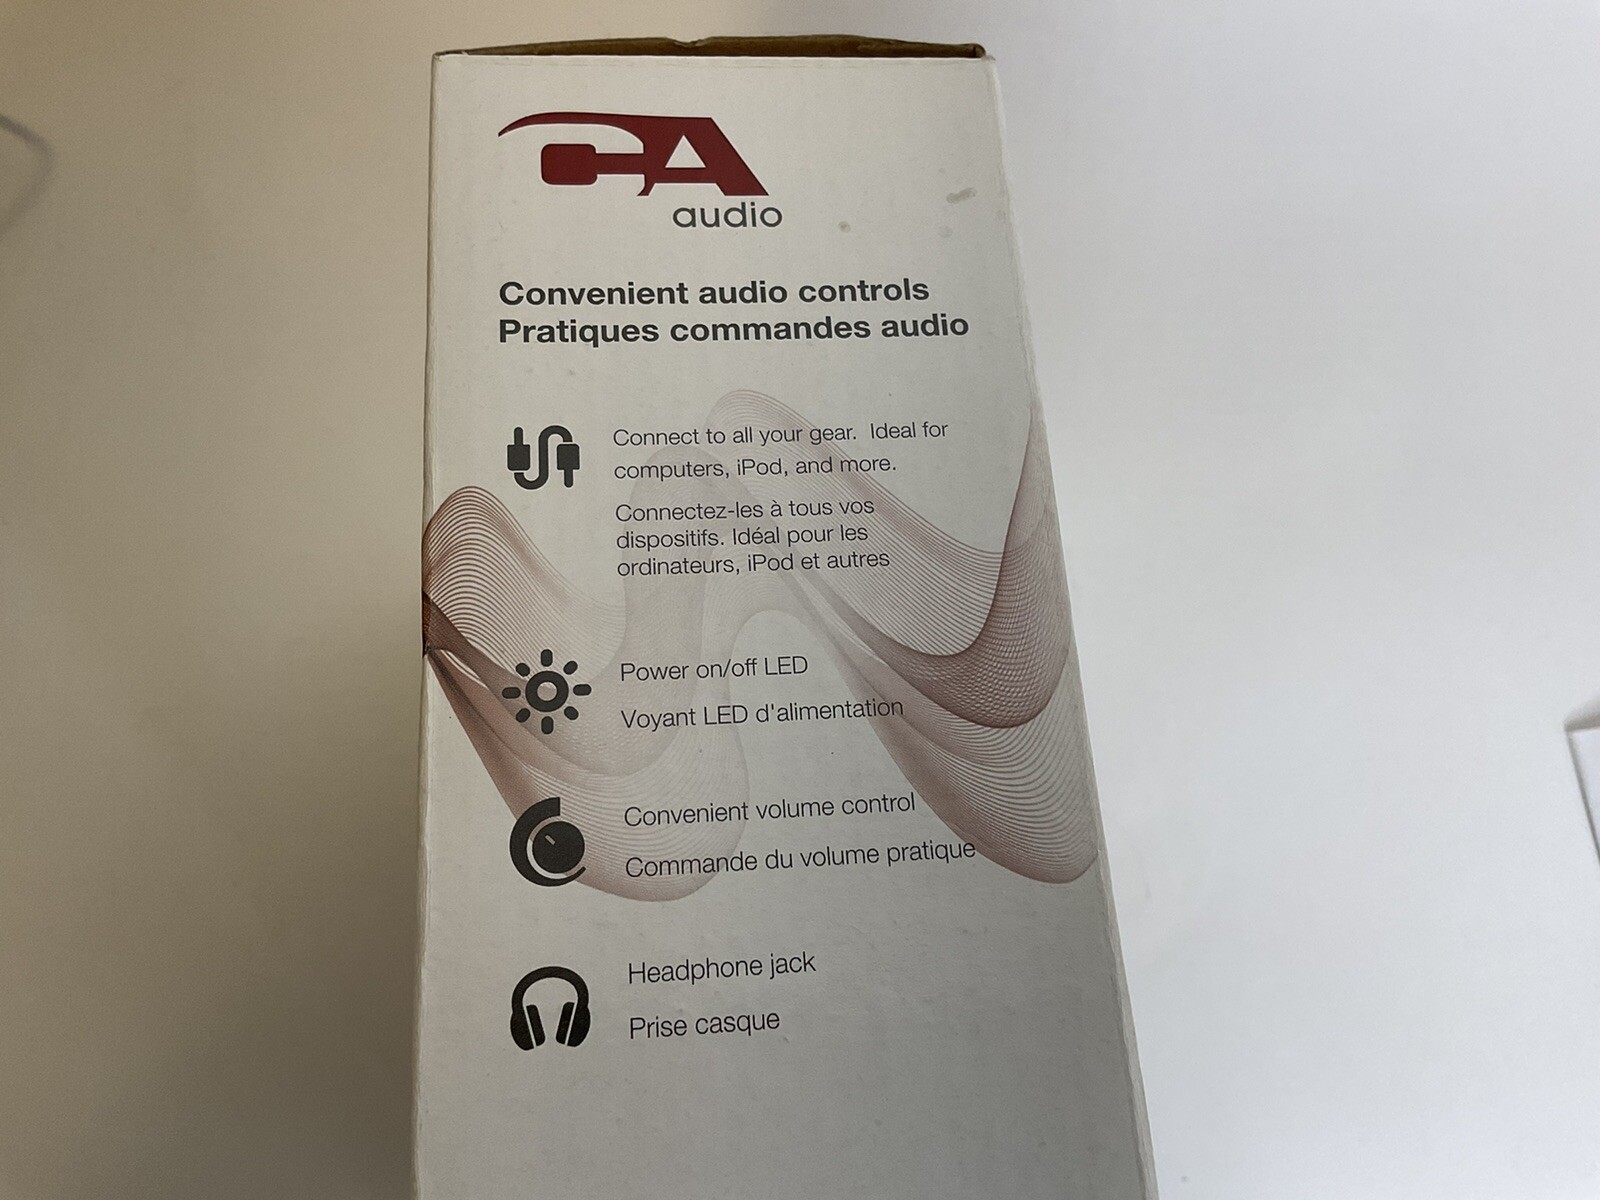 CA
audio
Convenient audio controls
Pratiques commandes audio
Connect to all your gear.  Ideal for
computers, iPod, and more.
Connectez-les à tous vos
dispositifs. Idéal pour les
ordinateurs, iPod et autres
Power on/off LED
Voyant LED d'alimentation
Convenient volume control
Commande du volume pratique
Headphone jack
Prise casque